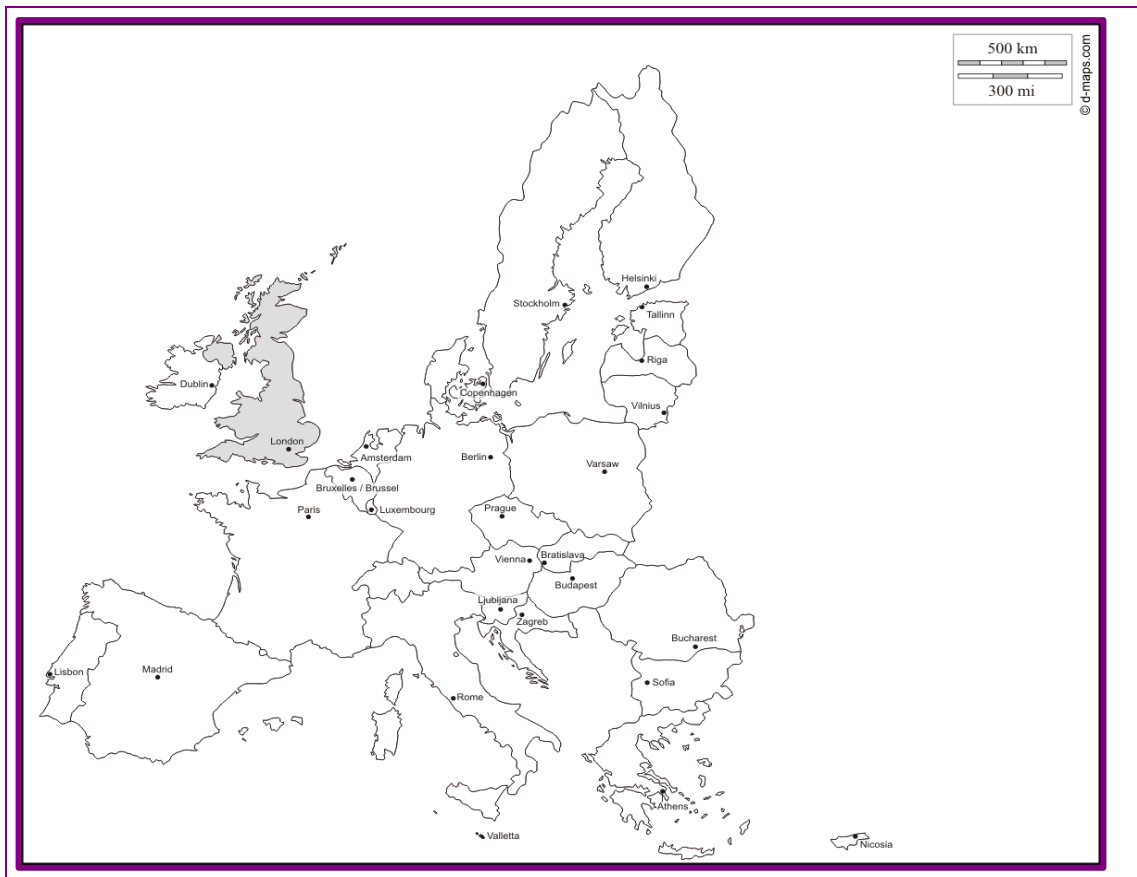 500 km
300 mi
© d-maps.com
Helsinki
Stockholm
Tallinn
Riga
Dublin
Copenhagen
Vilnius
London
Amsterdam
Berlin
Varsaw
Bruxelles / Brussel
Paris
Luxembourg
Prague
Vienna
Bratislava
Budapest
Ljubljana
Zagreb
Bucharest
Lisbon
Madrid
Sofia
Rome
Athens
Valletta
Nicosia